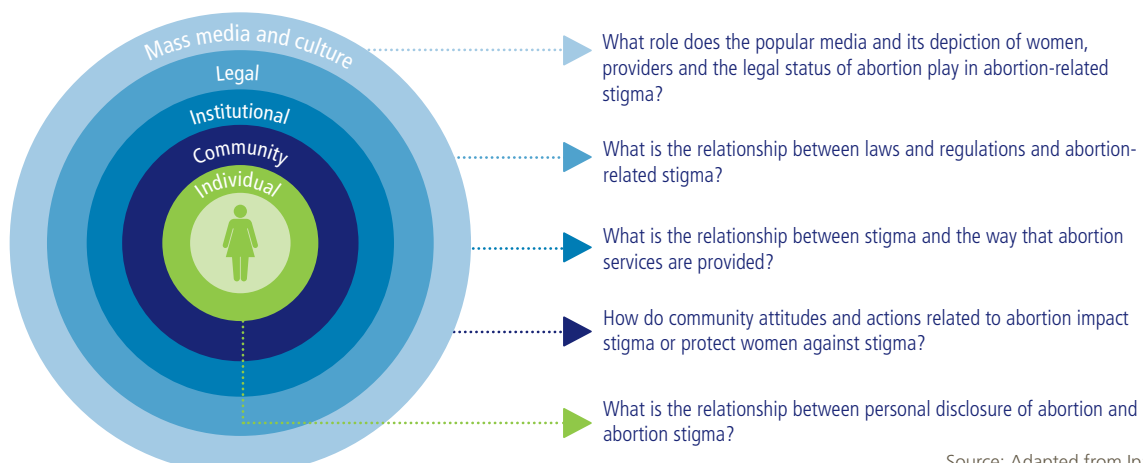 Mass media and culture
Legal
Institutional
Community
Individual
What role does the popular media and its depiction of women,
providers and the legal status of abortion play in abortion-related
stigma?
What is the relationship between laws and regulations and abortion-
related stigma?
What is the relationship between stigma and the way that abortion
services are provided?
How do community attitudes and actions related to abortion impact
stigma or protect women against stigma?
What is the relationship between personal disclosure of abortion and
abortion stigma?
Source: Adapted from